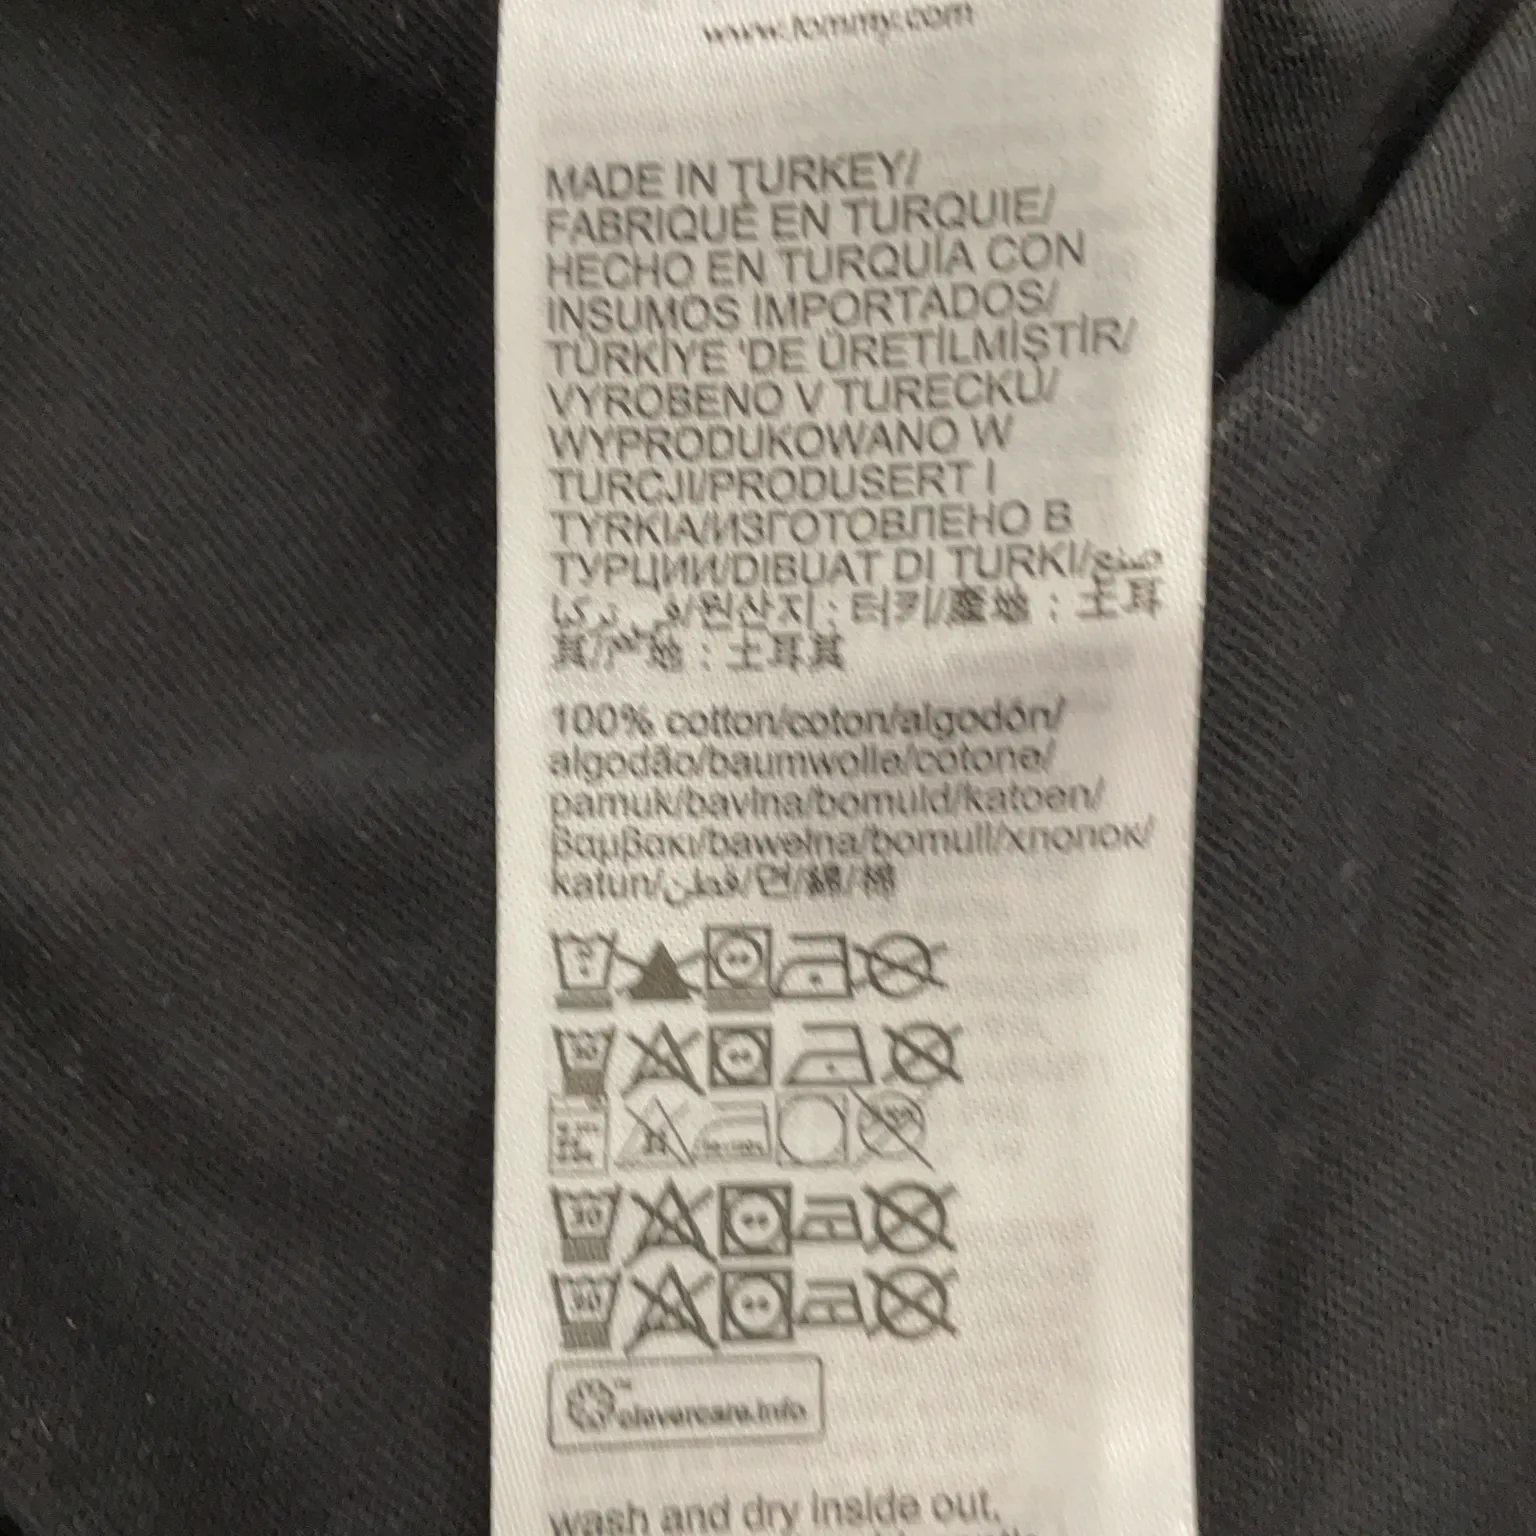 www.tommy.com
MADE IN TURKEY/
FABRIQUÉ EN TURQUIE/
HECHO EN TURQUÍA CON
INSUMOS IMPORTADOS/
TÜRKİYE 'DE ÜRETİLMİŞTİR/
VYROBENO V TURECKU/
WYPRODUKOWANO W
TURCJI/PRODUSERT I
TYRKIA/ИЗГОТОВЛЕНО В
ТУРЦИИ/DIBUAT DI TURKI/صنع
في تركيا/원산지 : 터키/產地 : 土耳
其/产地 : 土耳其
100% cotton/coton/algodón/
algodão/baumwolle/cotone/
pamuk/bavlna/bomuld/katoen/
βαμβακι/bawełna/bomull/хлопок/
katun/قطن/면/綿/棉
30
30
30
clevercare.info
wash and dry inside out.